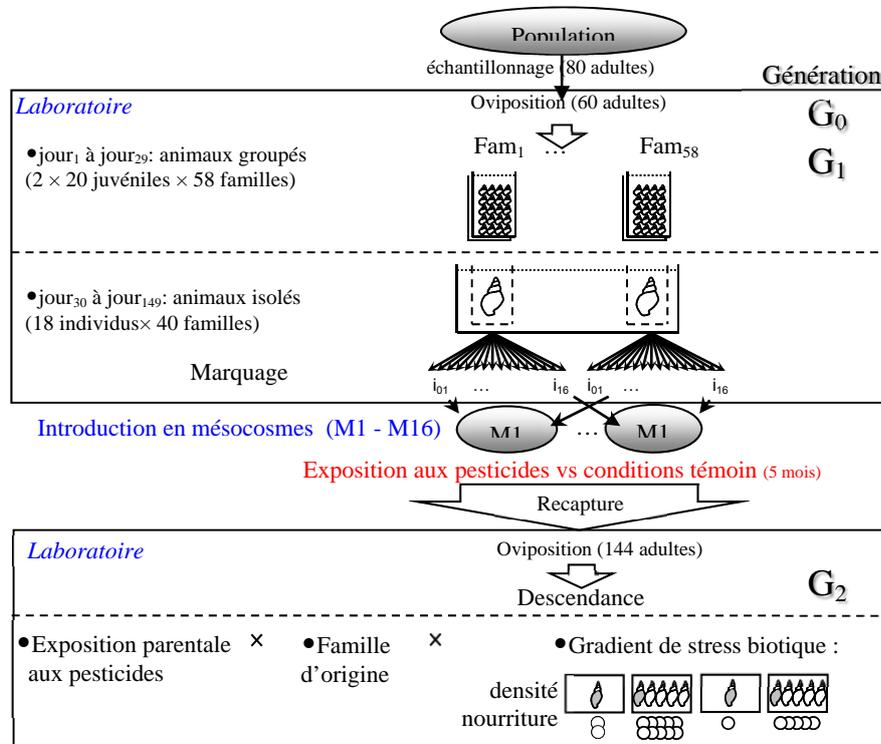 Population
échantillonnage (80 adultes)
Génération
Laboratoire
Oviposition (60 adultes)
G0
•jour1 à jour29: animaux groupés
(2 × 20 juvéniles × 58 familles)
Fam1 … Fam58
G1
•jour30 à jour149: animaux isolés
(18 individus× 40 familles)
Marquage
i01 … i16 i01 … i16
Introduction en mésocosmes (M1 - M16)
M1 … M1
Exposition aux pesticides vs conditions témoin (5 mois)
Recapture
Laboratoire
Oviposition (144 adultes)
Descendance
G2
•Exposition parentale aux pesticides × •Famille d’origine × •Gradient de stress biotique :
densité
nourriture